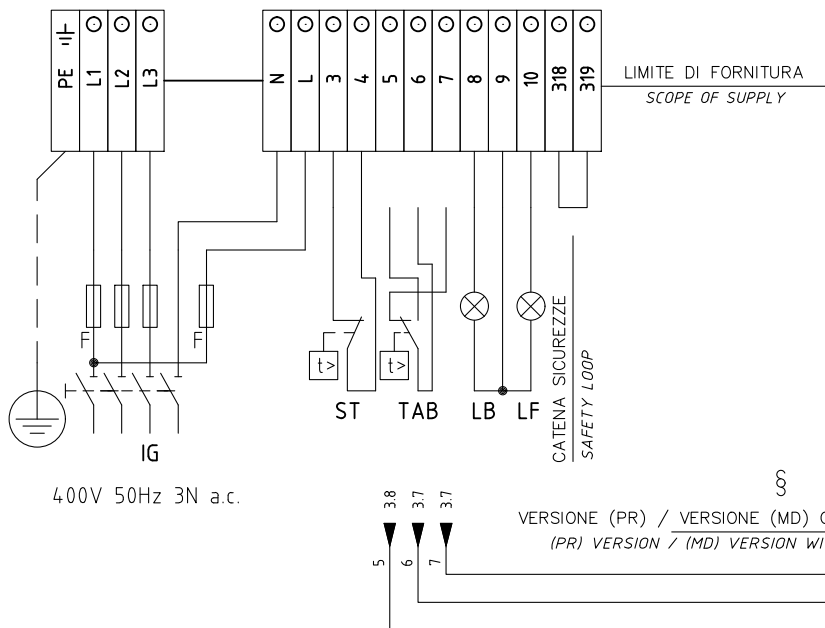 PE L1 L2 L3 N L 3 4 5 6 7 8 9 10 318 319
LIMITE DI FORNITURA
SCOPE OF SUPPLY
F F
t> t>
ST TAB LB LF
CATENA SICUREZZE
SAFETY LOOP
IG
400V 50Hz 3N a.c.
3.8 3.7 3.7
5 6 7
§
VERSIONE (PR) / VERSIONE (MD)
(PR) VERSION / (MD) VERSION